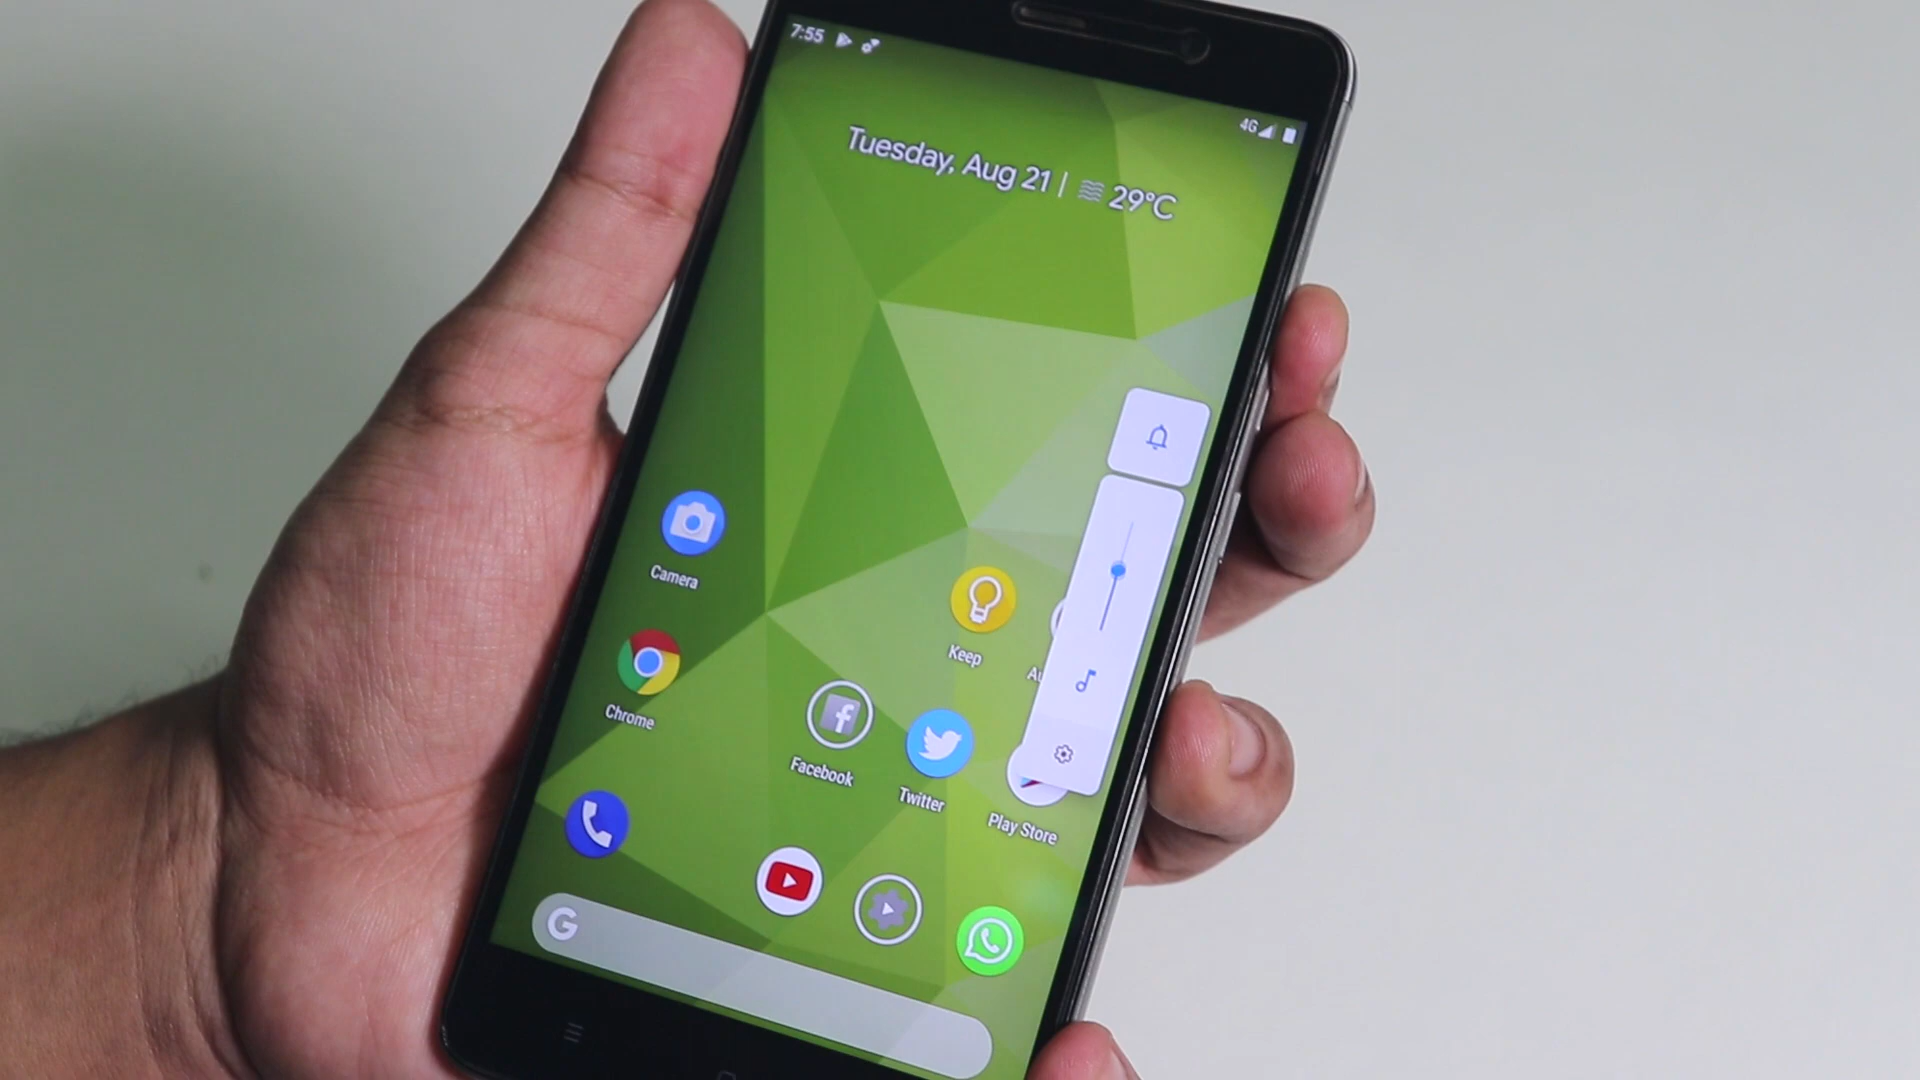 7:55
4G
Tuesday, Aug 21 | 29°C
Camera
Keep
Chrome
Facebook
Twitter
Play Store
G